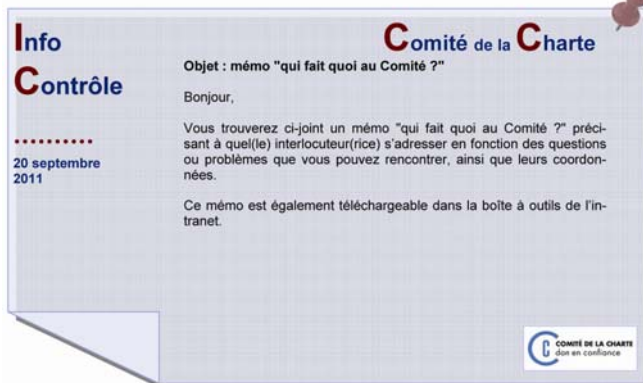 Info
Contrôle
..........
20 septembre
2011
Comité de la Charte
Objet : mémo "qui fait quoi au Comité ?"
Bonjour,
Vous trouverez ci-joint un mémo "qui fait quoi au Comité ?" préci-
sant à quel(le) interlocuteur(rice) s'adresser en fonction des questions
ou problèmes que vous pouvez rencontrer, ainsi que leurs coordon-
nées.
Ce mémo est également téléchargeable dans la boîte à outils de l'in-
tranet.
COMITÉ DE LA CHARTE
don en confiance